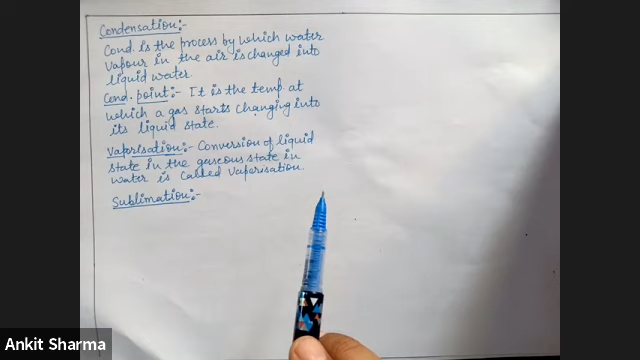 Condensation:-
Cond. is the process by which water
Vapour in the air is changed into
liquid water.
Cond. point:- It is the temp. at
which a gas starts changing into
its liquid state.
Vaporisation:- Conversion of liquid
state in the gaseous state in
water is called Vaporisation
Sublimation:-
Ankit Sharma